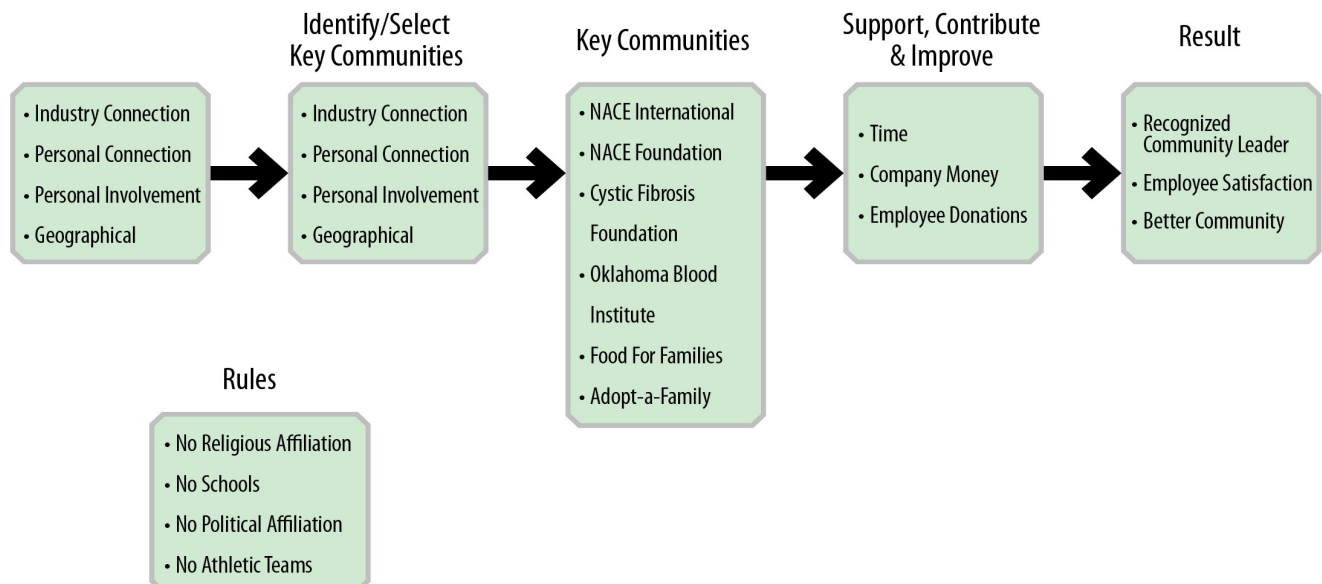 • Industry Connection
• Personal Connection
• Personal Involvement
• Geographical
Identify/Select
Key Communities
• Industry Connection
• Personal Connection
• Personal Involvement
• Geographical
Key Communities
• NACE International
• NACE Foundation
• Cystic Fibrosis
Foundation
• Oklahoma Blood
Institute
• Food For Families
• Adopt-a-Family
Support, Contribute
& Improve
• Time
• Company Money
• Employee Donations
Result
• Recognized
Community Leader
• Employee Satisfaction
• Better Community
Rules
• No Religious Affiliation
• No Schools
• No Political Affiliation
• No Athletic Teams